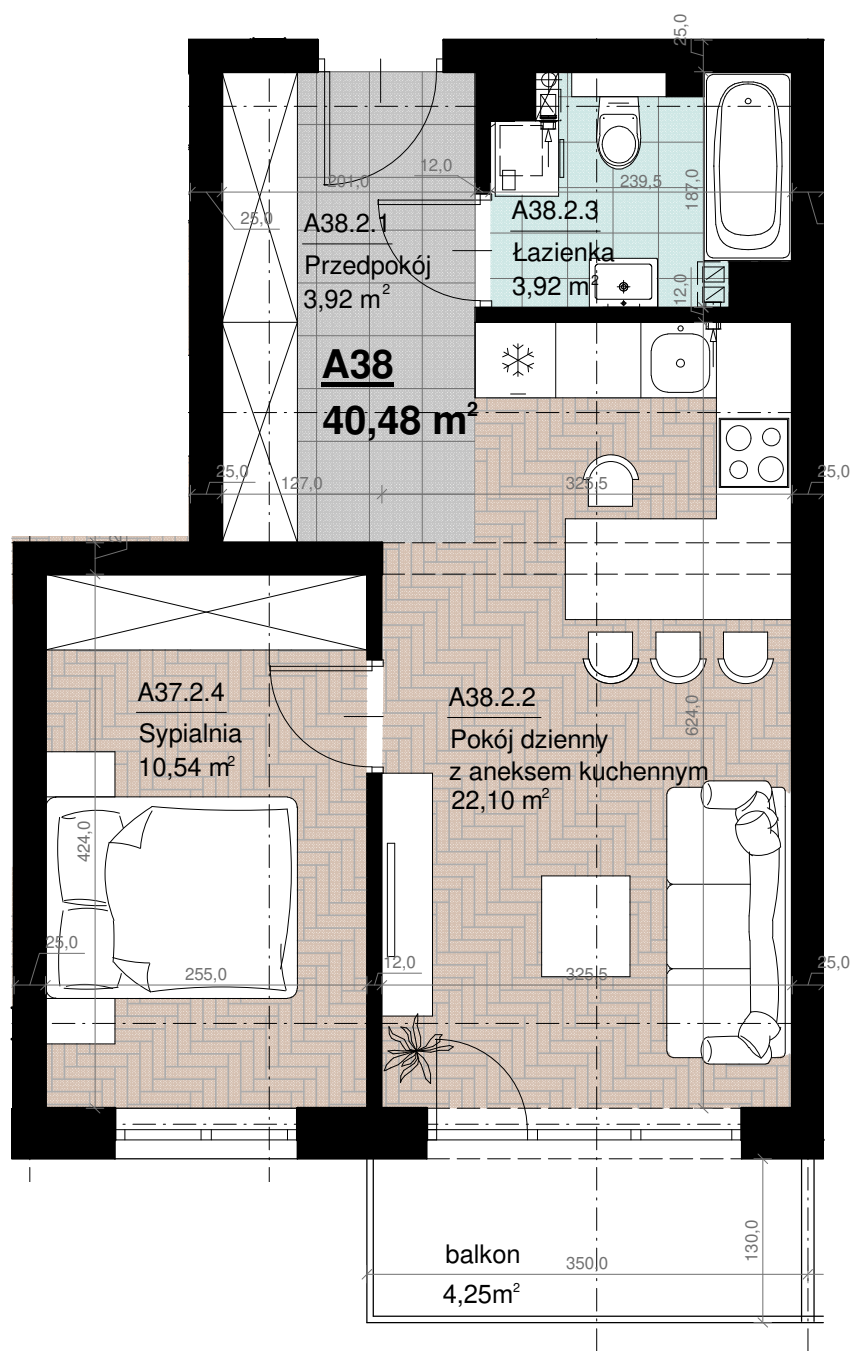 25,0
201,0
12,0
239,5
187,0
25,0
A38.2.1
Przedpokój
3,92 m²
A38.2.3
Łazienka
3,92 m²
12,0
A38
40,48 m²
25,0
127,0
325,5
25,0
A37.2.4
Sypialnia
10,54 m²
A38.2.2
Pokój dzienny
z aneksem kuchennym
22,10 m²
624,0
424,0
25,0
255,0
12,0
325,5
25,0
balkon
4,25m²
350,0
130,0